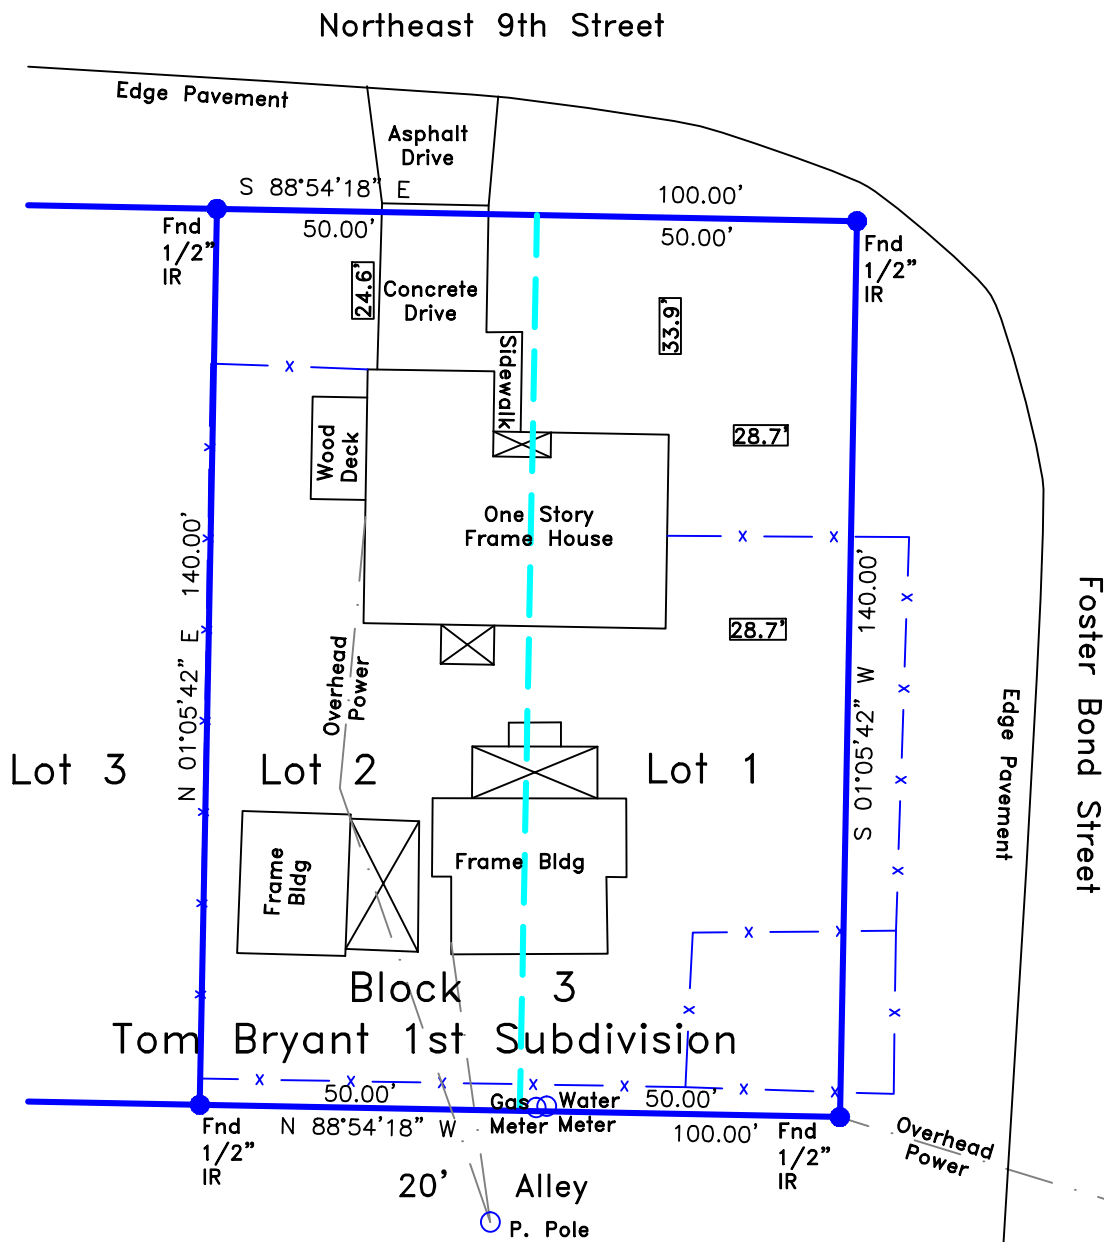 Northeast 9th Street
Edge Pavement
Asphalt
Drive
S 88°54'18" E
100.00'
50.00'
50.00'
Fnd
1/2"
IR
Fnd
1/2"
IR
24.6'
Concrete
Drive
33.9'
Sidewalk
28.7'
Wood
Deck
One Story
Frame House
N 01°05'42" E 140.00'
S 01°05'42" W 140.00'
28.7'
Foster Bond Street
Edge Pavement
Overhead
Power
Lot 3
Lot 2
Lot 1
Frame Bldg
Frame
Bldg
Block 3
Tom Bryant 1st Subdivision
50.00'
50.00'
Gas
Meter
Water
Meter
Fnd
1/2"
IR
N 88°54'18" W
100.00'
Fnd
1/2"
IR
Overhead
Power
20' Alley
P. Pole